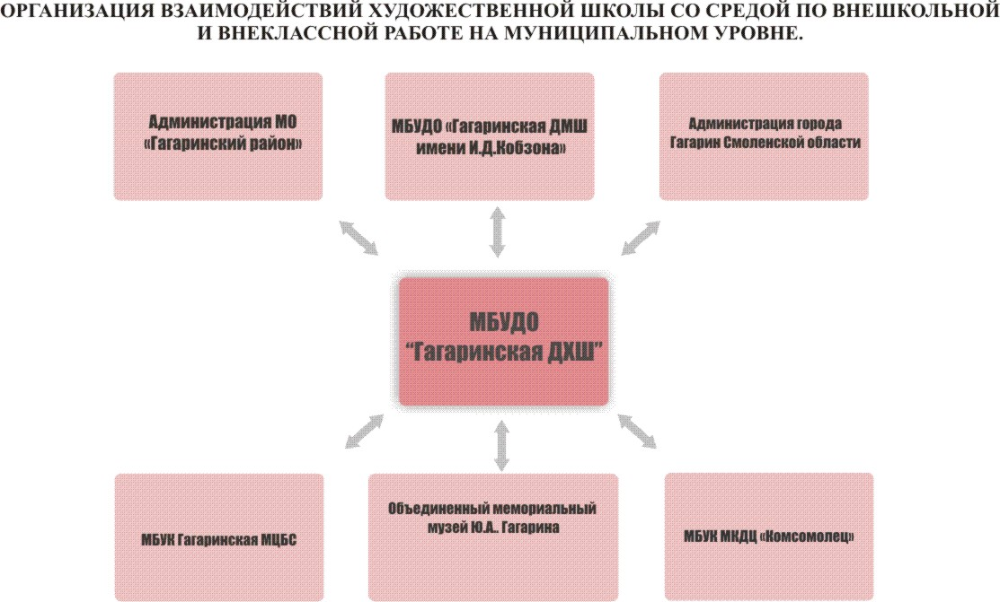 ОРГАНИЗАЦИЯ ВЗАИМОДЕЙСТВИЙ ХУДОЖЕСТВЕННОЙ ШКОЛЫ СО СРЕДОЙ ПО ВНЕШКОЛЬНОЙ
И ВНЕКЛАССНОЙ РАБОТЕ НА МУНИЦИПАЛЬНОМ УРОВНЕ.
Администрация МО
«Гагаринский район»
МБУДО «Гагаринская ДМШ
имени И.Д.Кобзона»
Администрация города
Гагарин Смоленской области
МБУДО
“Гагаринская ДХШ”
МБУК Гагаринская МЦБС
Объединенный мемориальный
музей Ю.А.. Гагарина
МБУК МКДЦ «Комсомолец»